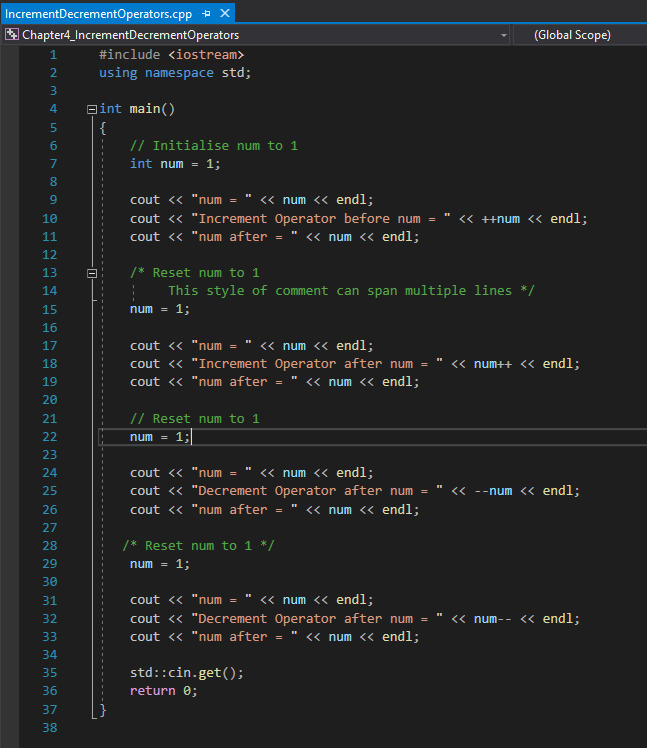 IncrementDecrementOperators.cpp
Chapter4_IncrementDecrementOperators (Global Scope)
1 #include <iostream>
2 using namespace std;
3
4 int main()
5 {
6 // Initialise num to 1
7 int num = 1;
8
9 cout << "num = " << num << endl;
10 cout << "Increment Operator before num = " << ++num << endl;
11 cout << "num after = " << num << endl;
12
13 /* Reset num to 1
14 This style of comment can span multiple lines */
15 num = 1;
16
17 cout << "num = " << num << endl;
18 cout << "Increment Operator after num = " << num++ << endl;
19 cout << "num after = " << num << endl;
20
21 // Reset num to 1
22 num = 1;
23
24 cout << "num = " << num << endl;
25 cout << "Decrement Operator after num = " << --num << endl;
26 cout << "num after = " << num << endl;
27
28 /* Reset num to 1 */
29 num = 1;
30
31 cout << "num = " << num << endl;
32 cout << "Decrement Operator after num = " << num-- << endl;
33 cout << "num after = " << num << endl;
34
35 std::cin.get();
36 return 0;
37 }
38